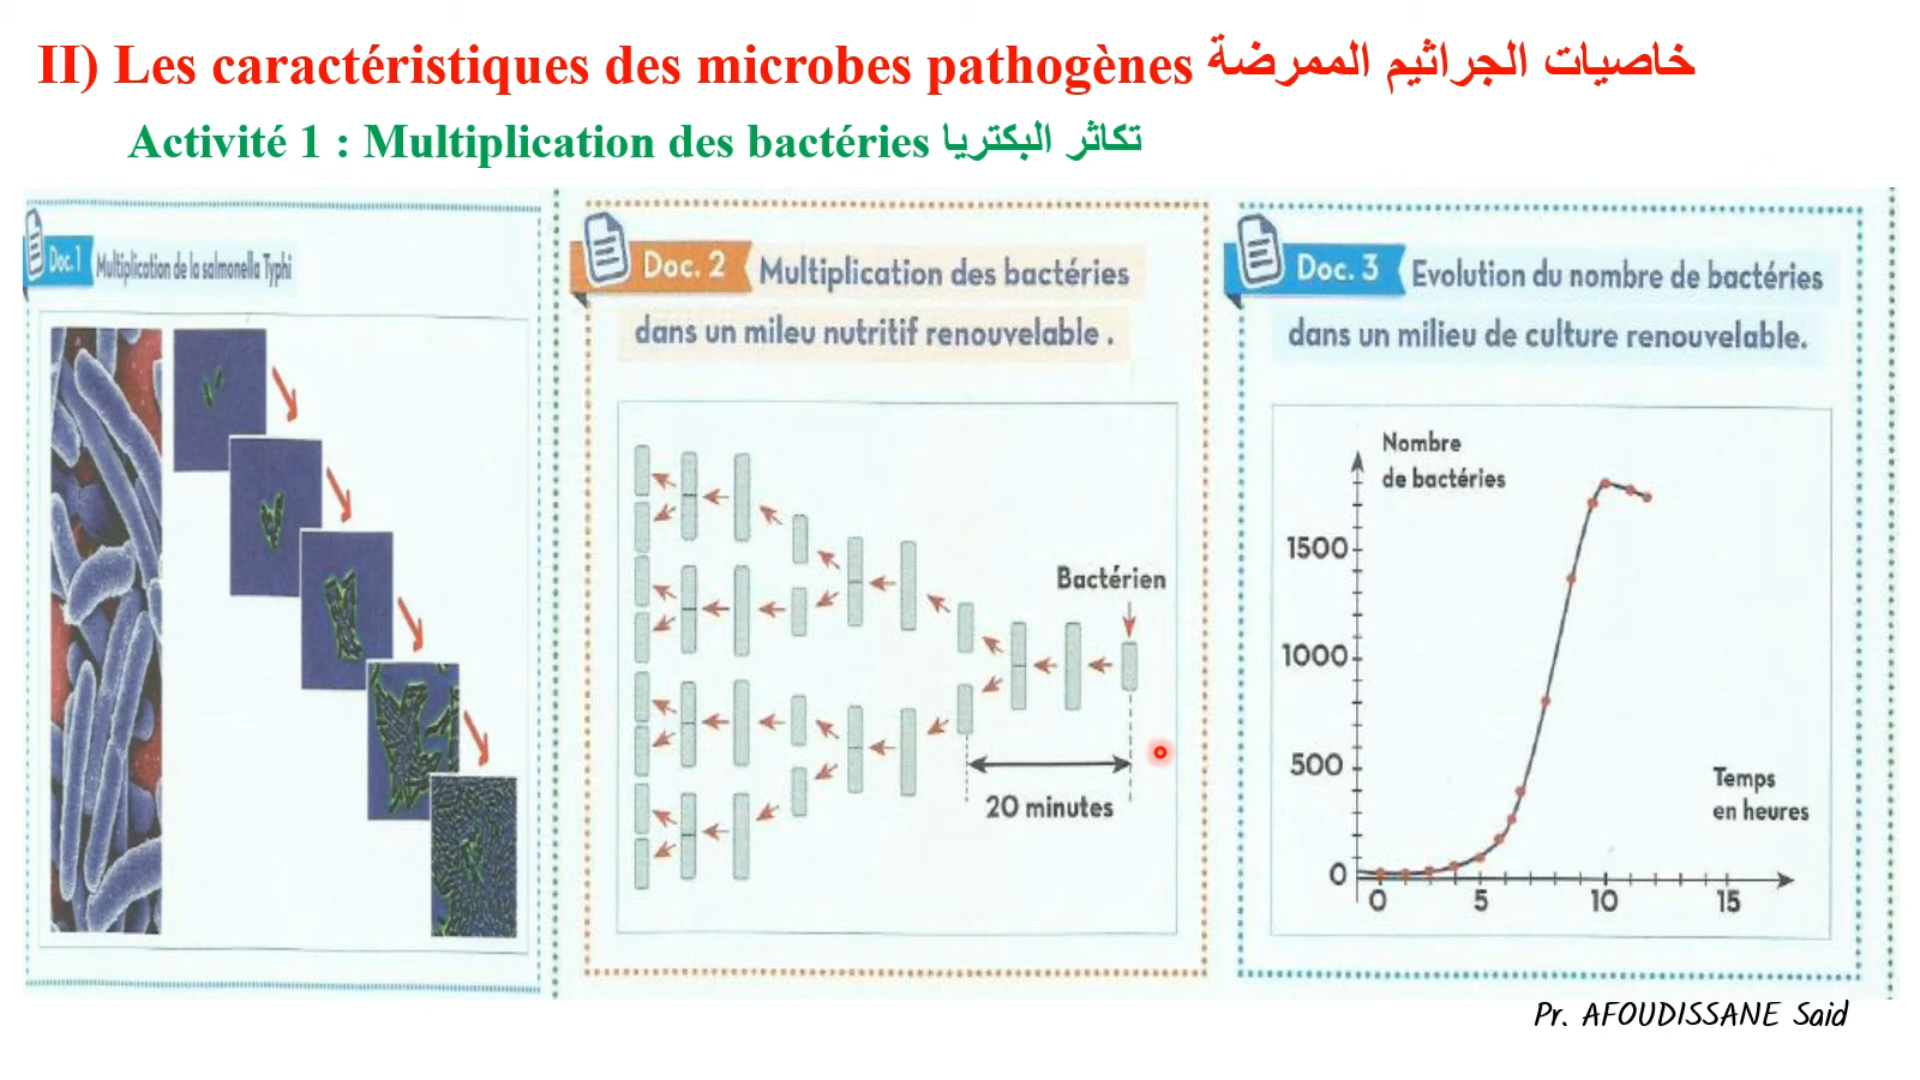 II) Les caractéristiques des microbes pathogènes خاصيات الجراثيم الممرضة
Activité 1 : Multiplication des bactéries تكاثر البكتريا
Doc.1 Multiplication de la salmonella Typhi
Doc. 2 Multiplication des bactéries
dans un mileu nutritif renouvelable .
Bactérien
20 minutes
Doc. 3 Evolution du nombre de bactéries
dans un milieu de culture renouvelable.
Nombre
de bactéries
1500
1000
500
0
Temps
en heures
0 5 10 15
Pr. AFOUDISSANE Said